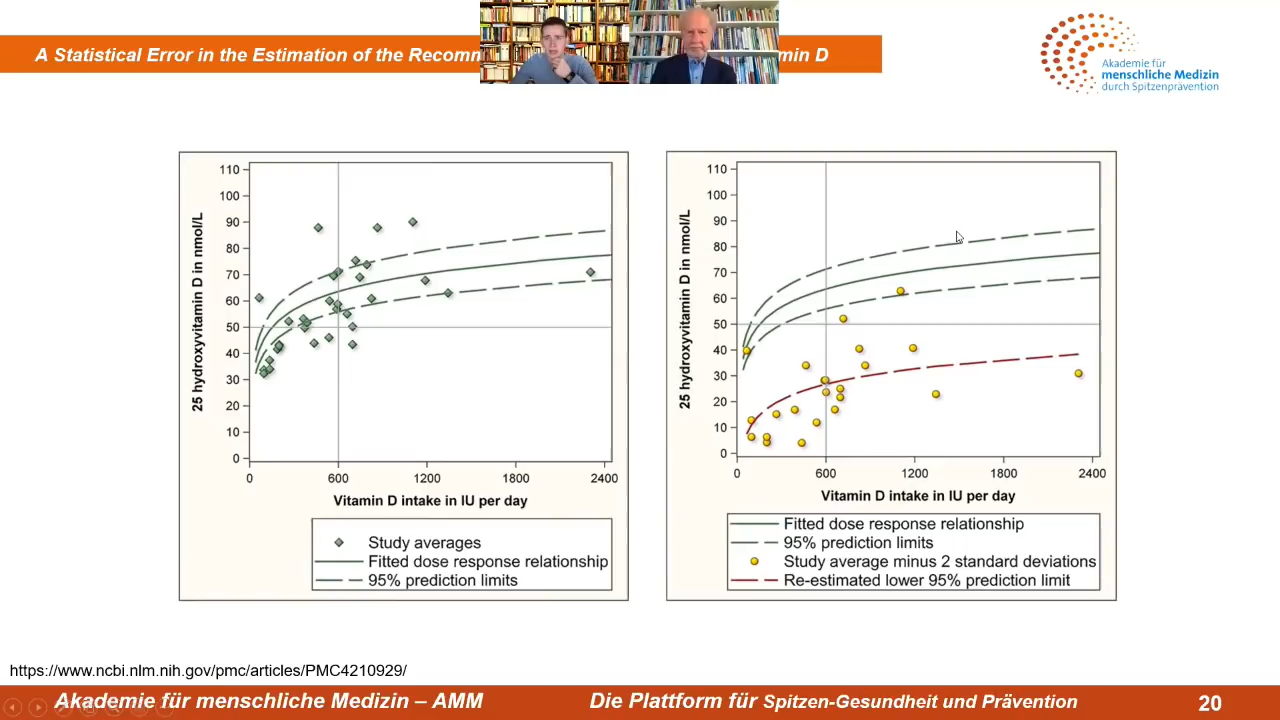 A Statistical Error in the Estimation of the Recomm
min D
Akademie für
menschliche Medizin
durch Spitzenprävention
110
100
90
80
70
60
50
40
30
20
10
0
25 hydroxyvitamin D in nmol/L
0 600 1200 1800 2400
Vitamin D intake in IU per day
Study averages
Fitted dose response relationship
95% prediction limits
110
100
90
80
70
60
50
40
30
20
10
0
25 hydroxyvitamin D in nmol/L
0 600 1200 1800 2400
Vitamin D intake in IU per day
Fitted dose response relationship
95% prediction limits
Study average minus 2 standard deviations
Re-estimated lower 95% prediction limit
https://www.ncbi.nlm.nih.gov/pmc/articles/PMC4210929/
Akademie für menschliche Medizin – AMM
Die Plattform für Spitzen-Gesundheit und Prävention
20